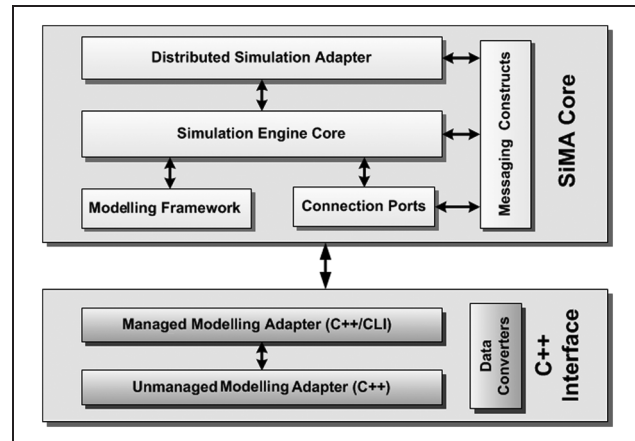 Distributed Simulation Adapter
Simulation Engine Core
Modelling Framework
Connection Ports
Messaging Constructs
SiMA Core
Managed Modelling Adapter (C++/CLI)
Unmanaged Modelling Adapter (C++)
Data
Converters
C++
Interface